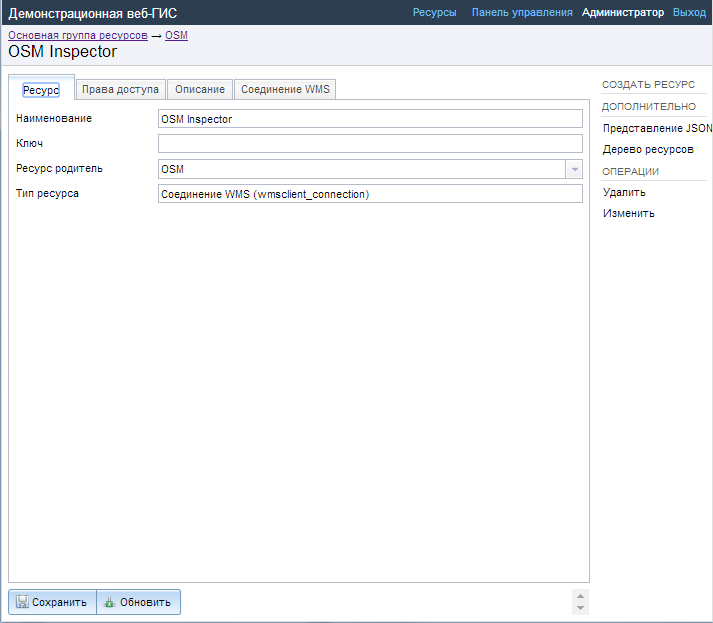 Демонстрационная веб-ГИС Ресурсы Панель управления Администратор Выход
Основная группа ресурсов → OSM
OSM Inspector
Ресурс Права доступа Описание Соединение WMS
Наименование OSM Inspector
Ключ
Ресурс родитель OSM
Тип ресурса Соединение WMS (wmsclient_connection)
СОЗДАТЬ РЕСУРС
ДОПОЛНИТЕЛЬНО
Представление JSON
Дерево ресурсов
ОПЕРАЦИИ
Удалить
Изменить
Сохранить Обновить